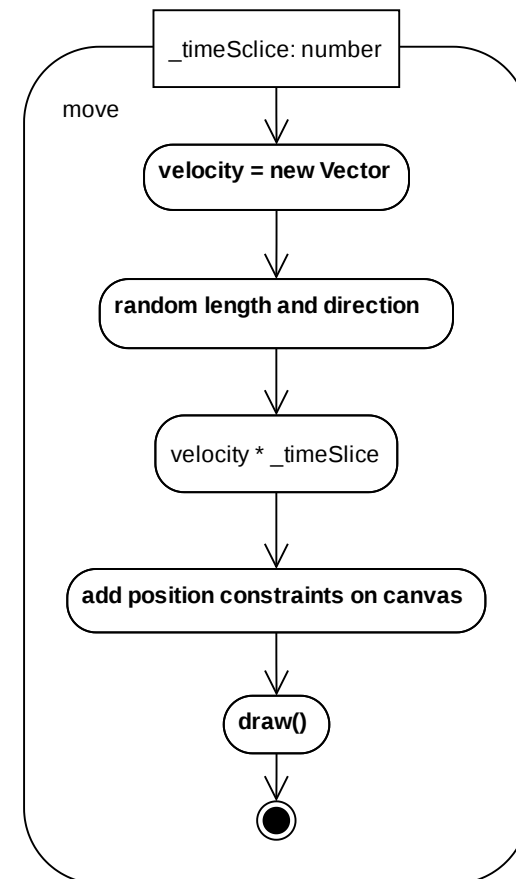 _timeSclice: number
move
velocity = new Vector
random length and direction
velocity * _timeSlice
add position constraints on canvas
draw()